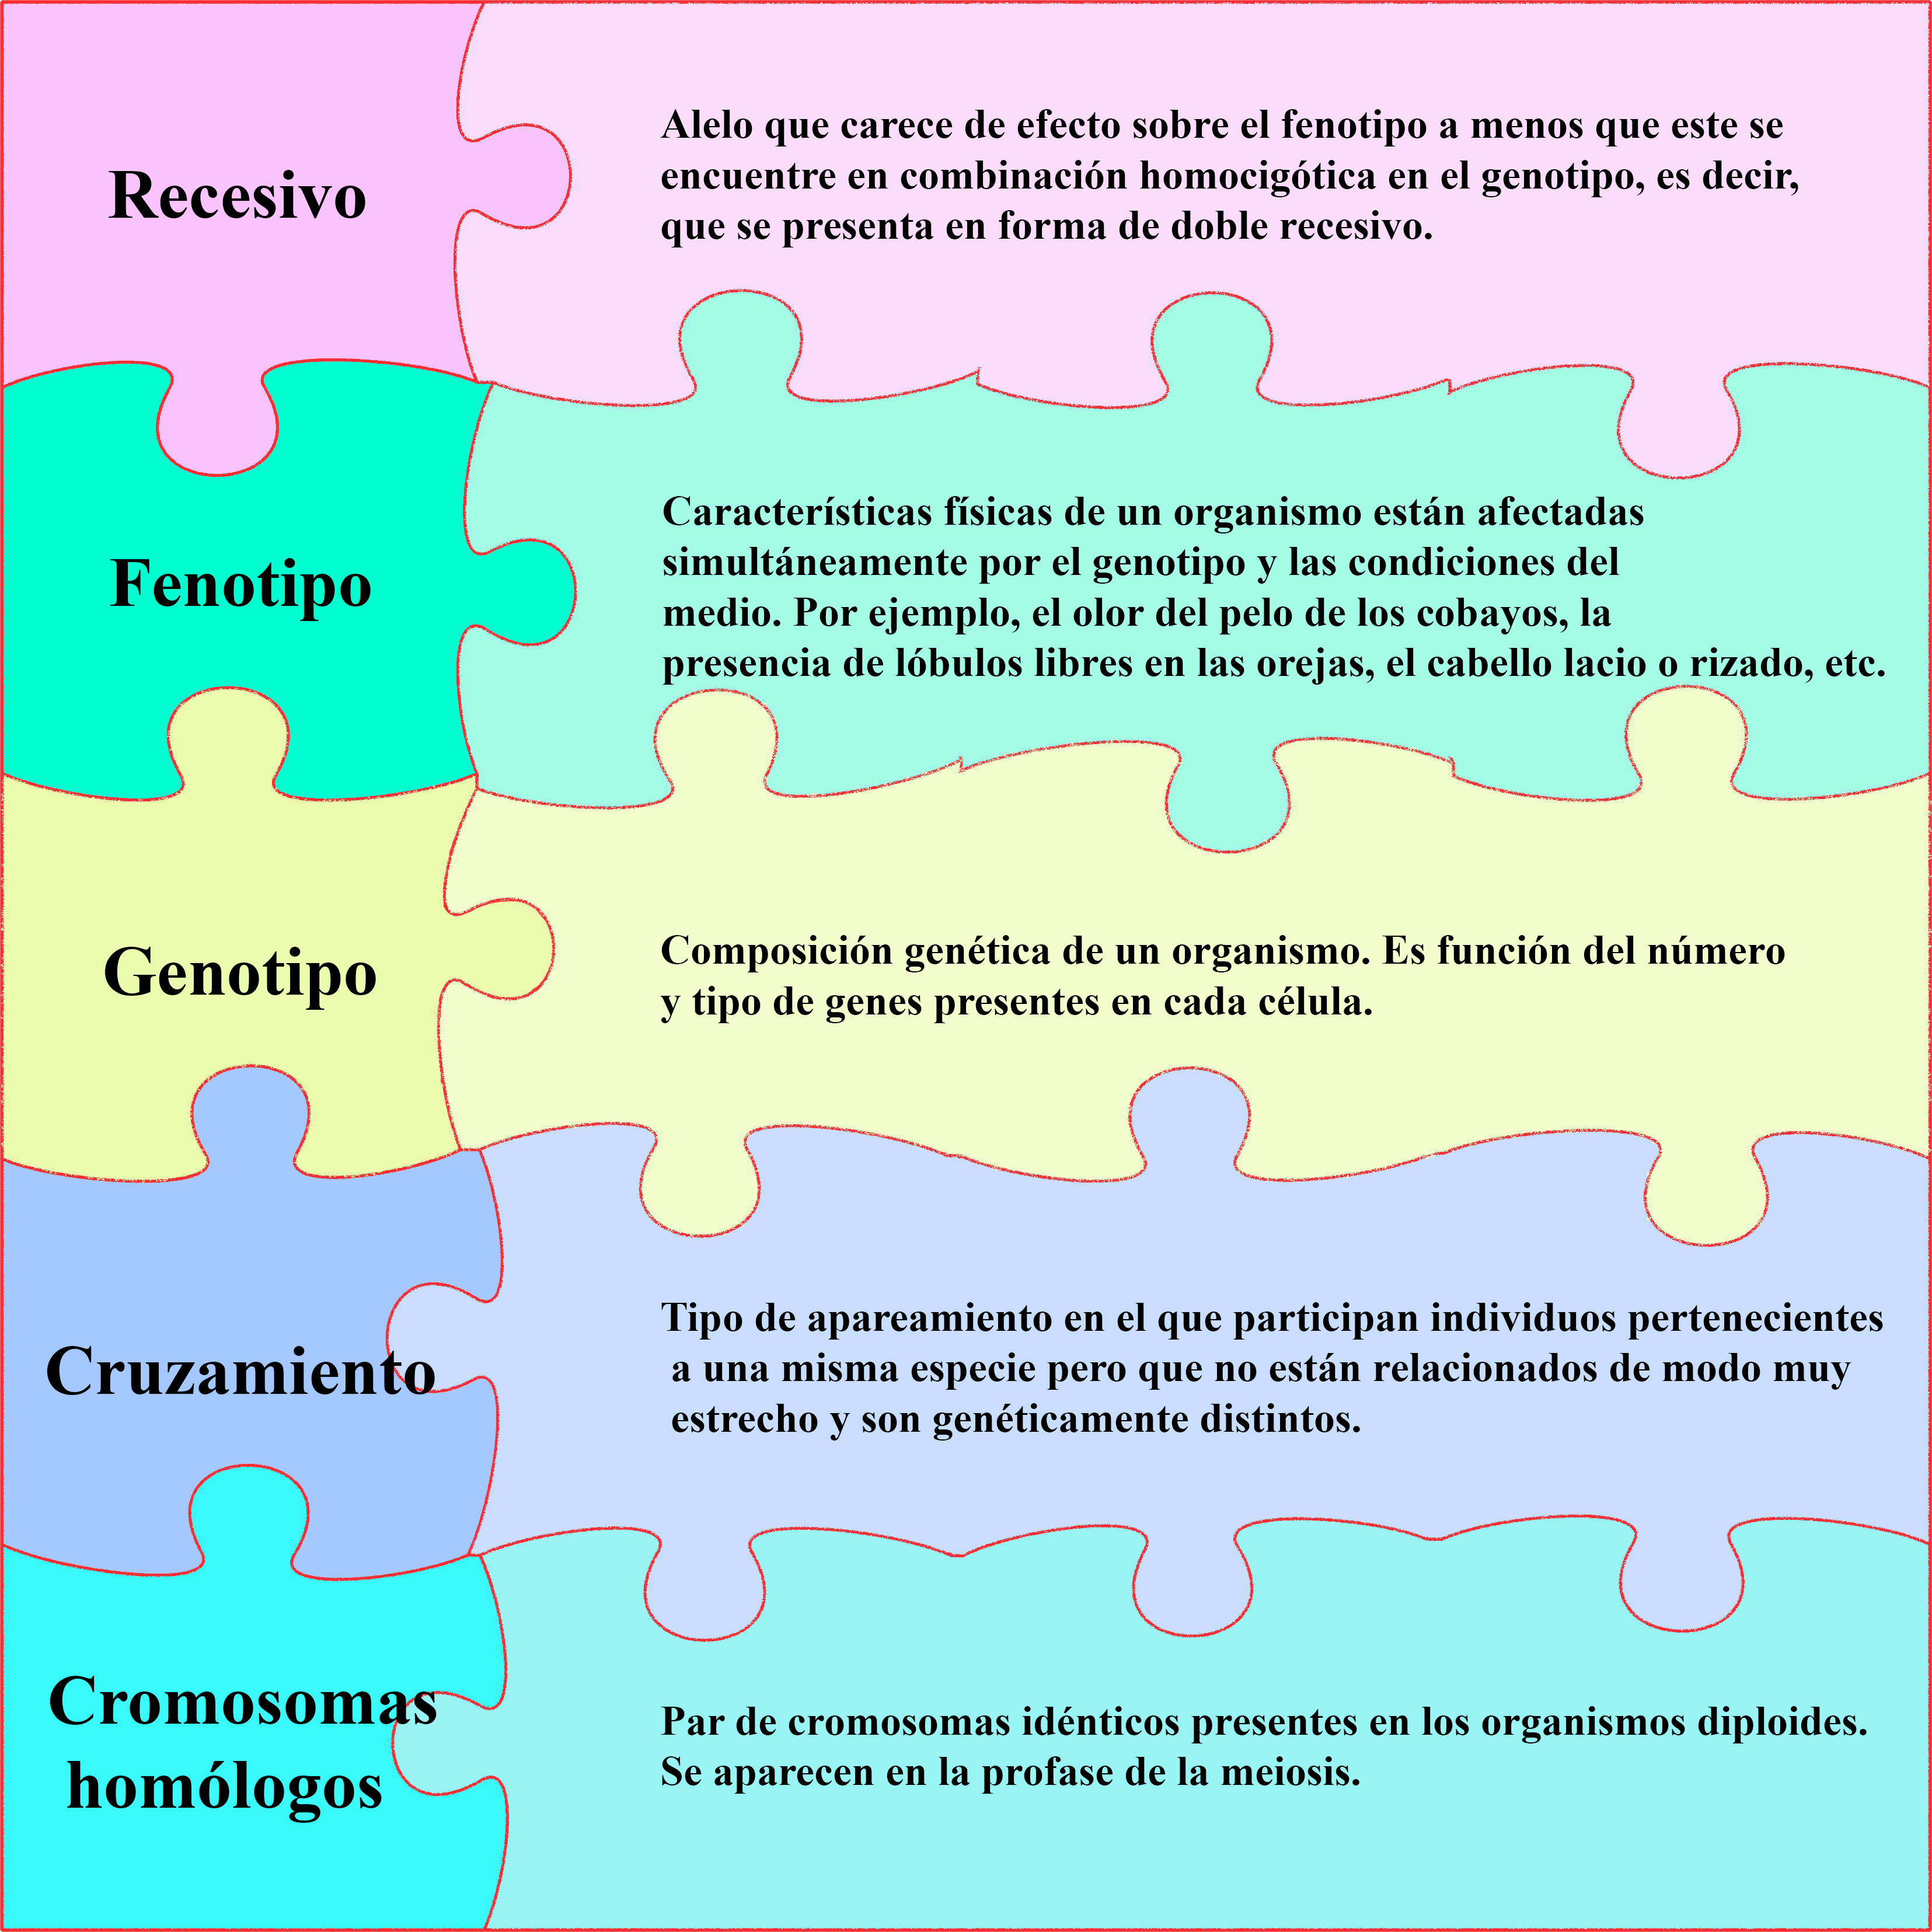 Recesivo
Alelo que carece de efecto sobre el fenotipo a menos que este se
encuentre en combinación homocigótica en el genotipo, es decir,
que se presenta en forma de doble recesivo.
Fenotipo
Características físicas de un organismo están afectadas
simultáneamente por el genotipo y las condiciones del
medio. Por ejemplo, el olor del pelo de los cobayos, la
presencia de lóbulos libres en las orejas, el cabello lacio o rizado, etc.
Genotipo
Composición genética de un organismo. Es función del número
y tipo de genes presentes en cada célula.
Cruzamiento
Tipo de apareamiento en el que participan individuos pertenecientes
a una misma especie pero que no están relacionados de modo muy
estrecho y son genéticamente distintos.
Cromosomas
homólogos
Par de cromosomas idénticos presentes en los organismos diploides.
Se aparecen en la profase de la meiosis.